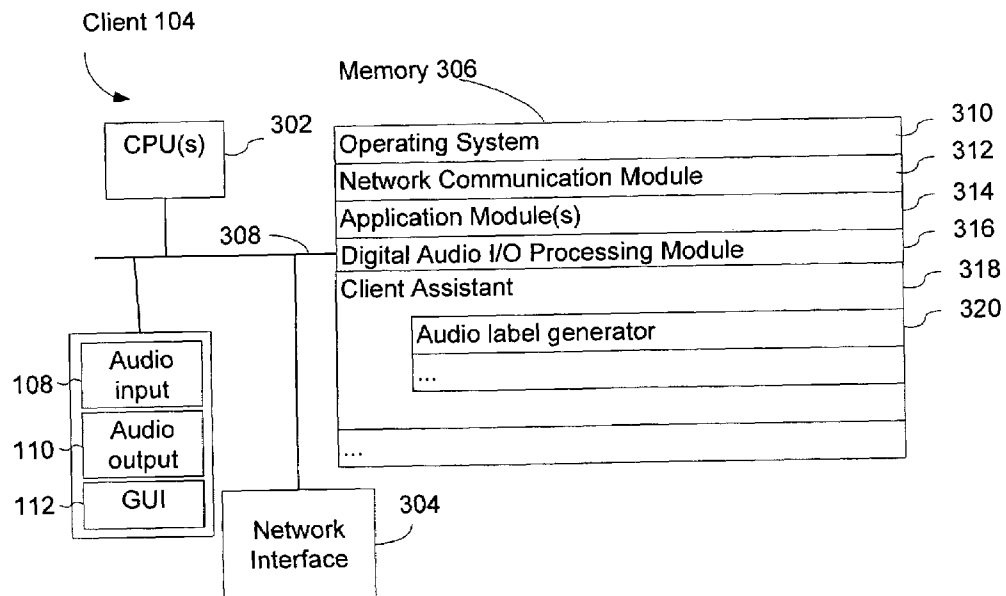 Client 104
Memory 306
CPU(s)
302
Operating System
310
Network Communication Module
312
Application Module(s)
314
308
Digital Audio I/O Processing Module
316
Client Assistant
318
Audio label generator
320
...
...
108
Audio
input
110
Audio
output
112
GUI
Network
Interface
304